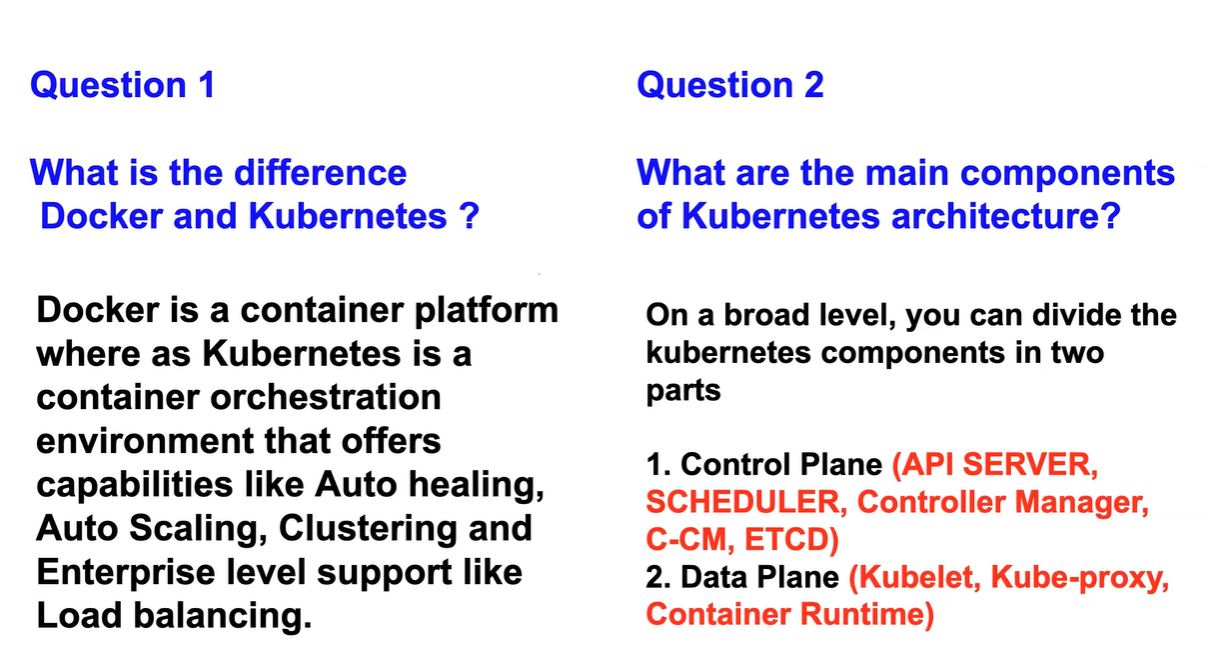 Question 1
What is the difference
Docker and Kubernetes ?
Docker is a container platform
where as Kubernetes is a
container orchestration
environment that offers
capabilities like Auto healing,
Auto Scaling, Clustering and
Enterprise level support like
Load balancing.
Question 2
What are the main components
of Kubernetes architecture?
On a broad level, you can divide the
kubernetes components in two
parts
1. Control Plane (API SERVER,
SCHEDULER, Controller Manager,
C-CM, ETCD)
2. Data Plane (Kubelet, Kube-proxy,
Container Runtime)